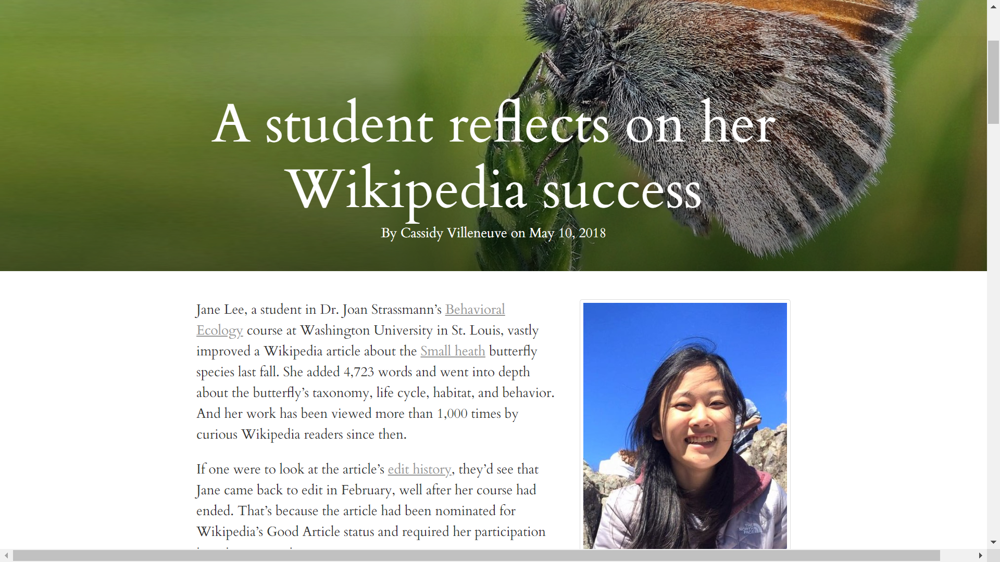 A student reflects on her
Wikipedia success
By Cassidy Villeneuve on May 10, 2018
Jane Lee, a student in Dr. Joan Strassmann’s Behavioral
Ecology course at Washington University in St. Louis, vastly
improved a Wikipedia article about the Small heath butterfly
species last fall. She added 4,723 words and went into depth
about the butterfly’s taxonomy, life cycle, habitat, and behavior.
And her work has been viewed more than 1,000 times by
curious Wikipedia readers since then.
If one were to look at the article’s edit history, they’d see that
Jane came back to edit in February, well after her course had
ended. That’s because the article had been nominated for
Wikipedia’s Good Article status and required her participation
THE
NORTH
FACE